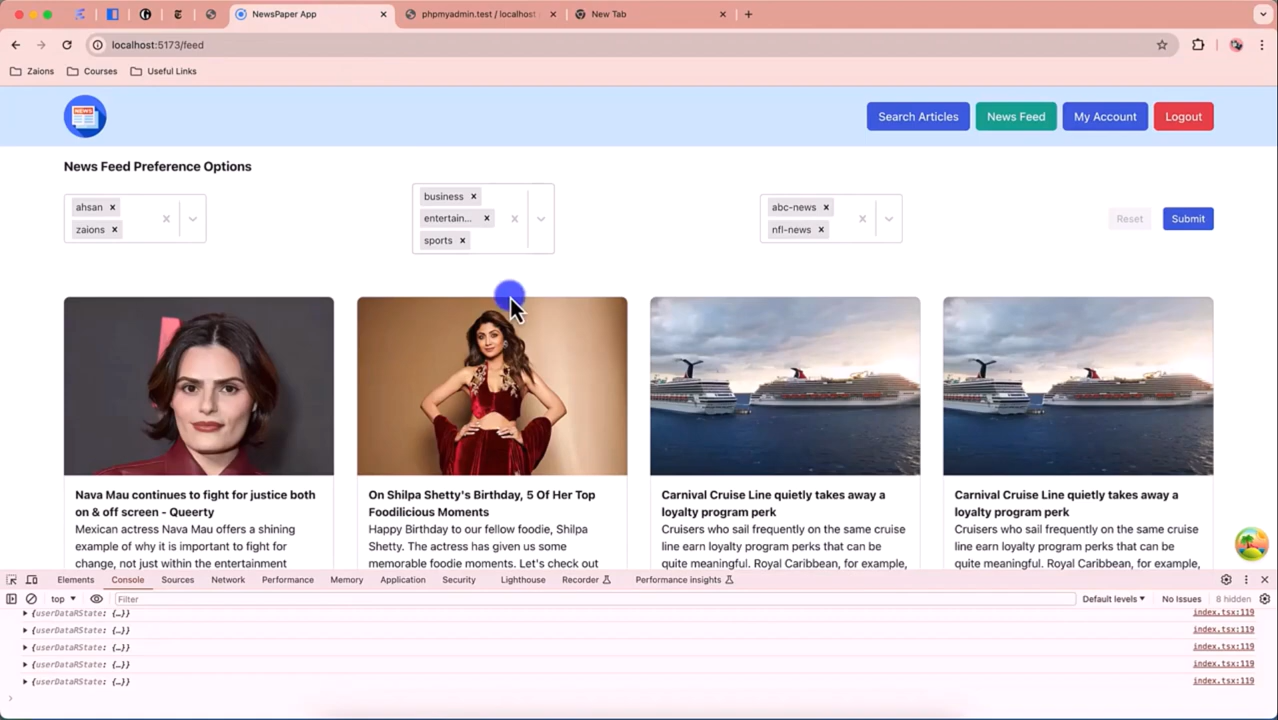 NewsPaper App
phpmyadmin.test / localhost
New Tab
localhost:5173/feed
Zaions
Courses
Useful Links
NEWS
Search Articles
News Feed
My Account
Logout
News Feed Preference Options
ahsan
zaions
business
entertain...
sports
abc-news
nfl-news
Reset
Submit
Nava Mau continues to fight for justice both
on & off screen - Queerty
Mexican actress Nava Mau offers a shining
example of why it is important to fight for
change, not just within the entertainment
On Shilpa Shetty's Birthday, 5 Of Her Top
Foodilicious Moments
Happy Birthday to our fellow foodie, Shilpa
Shetty. The actress has given us some
memorable foodie moments. Let's check out
Carnival Cruise Line quietly takes away a
loyalty program perk
Cruisers who sail frequently on the same cruise
line earn loyalty program perks that can be
quite meaningful. Royal Caribbean, for example,
Carnival Cruise Line quietly takes away a
loyalty program perk
Cruisers who sail frequently on the same cruise
line earn loyalty program perks that can be
quite meaningful. Royal Caribbean, for example,
Elements Console Sources Network Performance Memory Application Security Lighthouse Recorder Performance insights
top Filter Default levels No Issues 8 hidden
{userDataRState: {…}} index.tsx:119
{userDataRState: {…}} index.tsx:119
{userDataRState: {…}} index.tsx:119
{userDataRState: {…}} index.tsx:119
{userDataRState: {…}} index.tsx:119